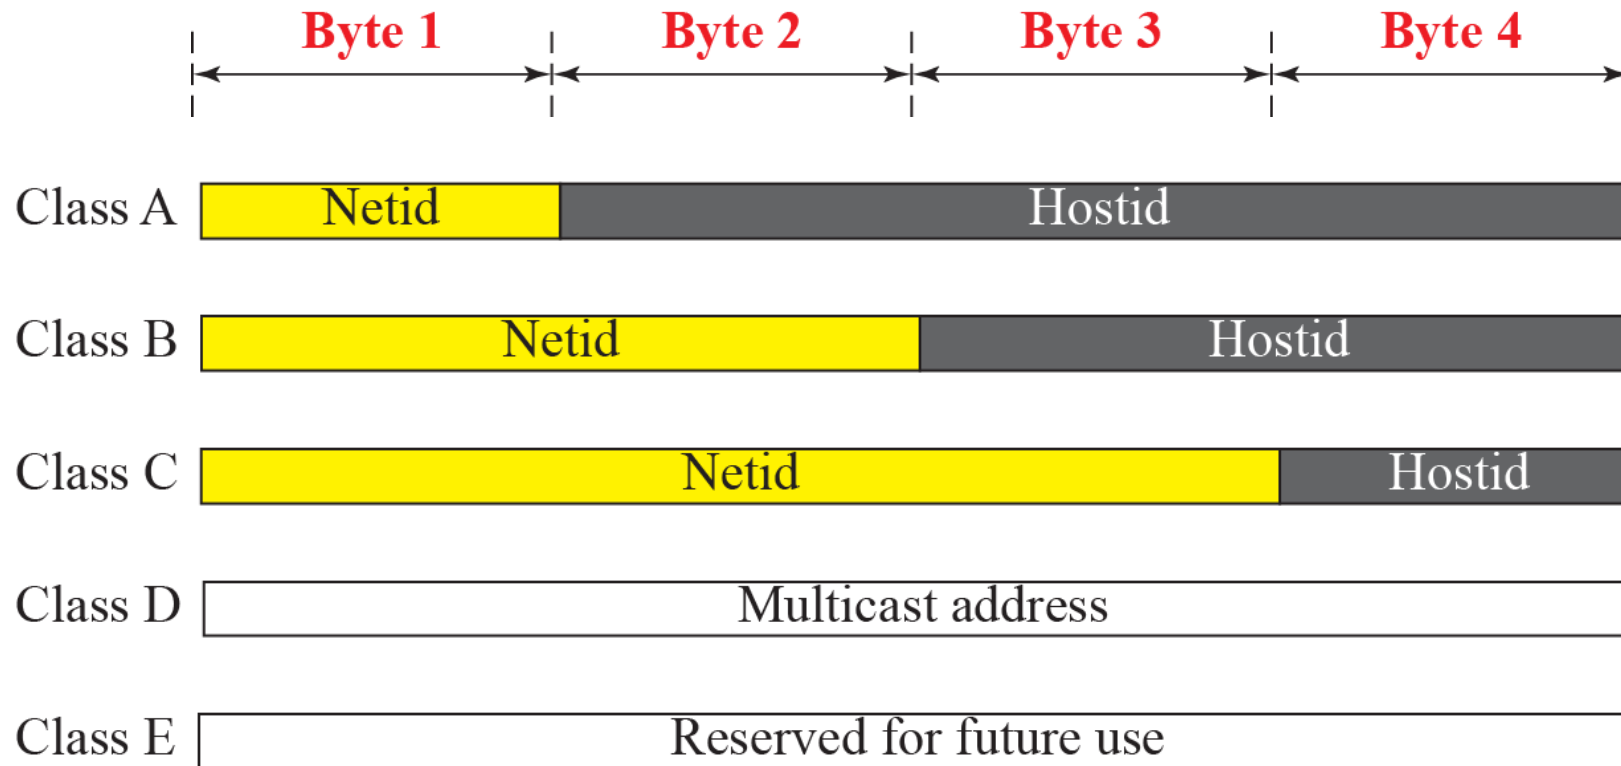 Byte 1 Byte 2 Byte 3 Byte 4
Class A Netid Hostid
Class B Netid Hostid
Class C Netid Hostid
Class D Multicast address
Class E Reserved for future use